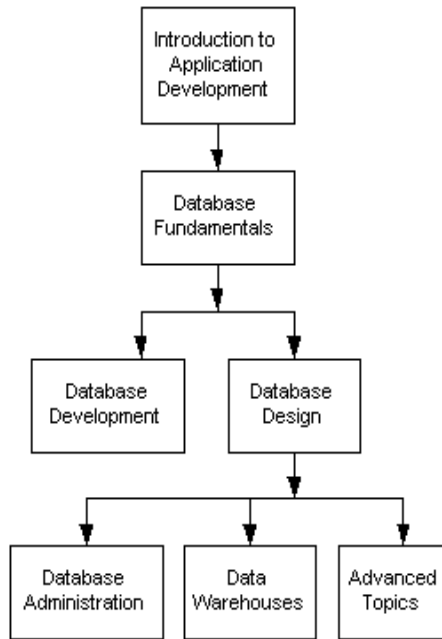 Introduction to
Application
Development
Database
Fundamentals
Database
Development
Database
Design
Database
Administration
Data
Warehouses
Advanced
Topics